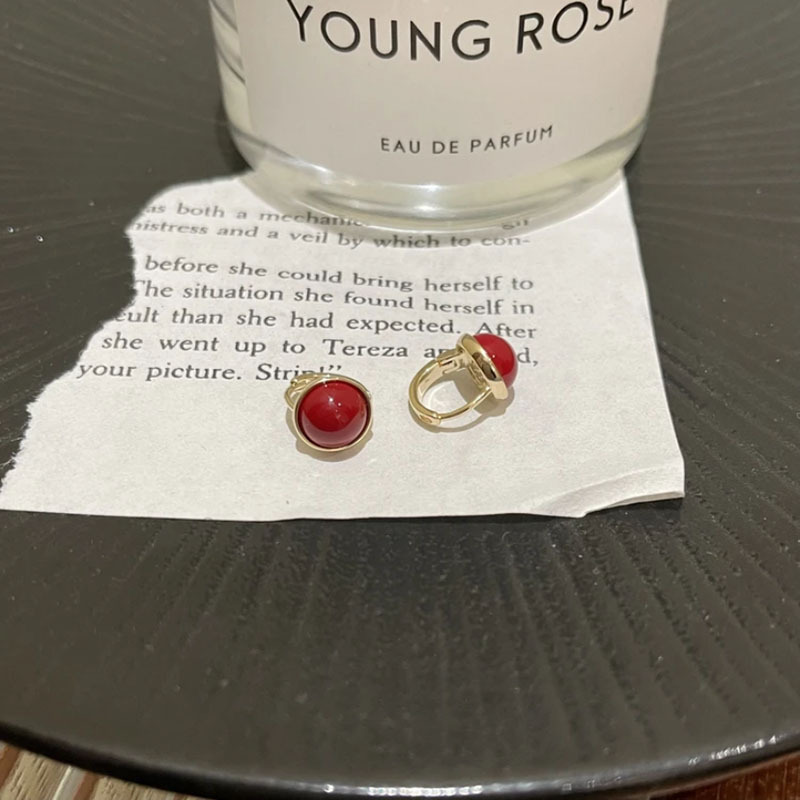 YOUNG ROSE
EAU DE PARFUM
as both a mechani
mistress and a veil by which to con-
before she could bring herself to
The situation she found herself in
cult than she had expected. After
she went up to Tereza an d,
your picture. Strip!"